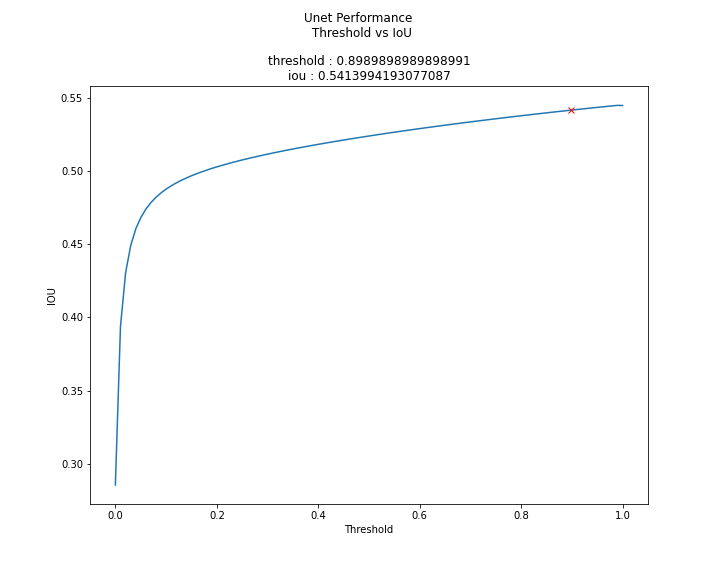 Unet Performance
Threshold vs IoU
threshold : 0.8989898989898991
iou : 0.5413994193077087
0.55
0.50
0.45
0.40
0.35
0.30
IOU
0.0 0.2 0.4 0.6 0.8 1.0
Threshold